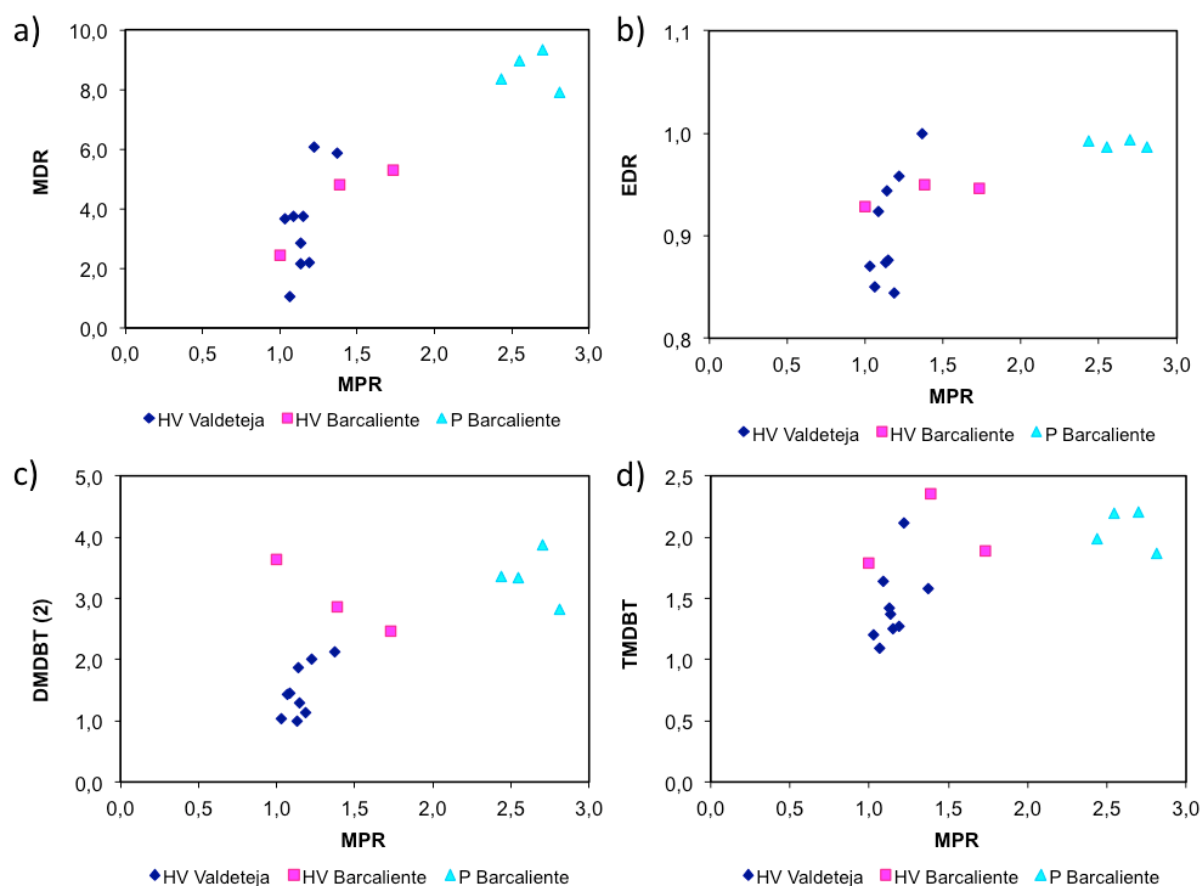 a)
10,0
8,0
6,0
4,0
2,0
0,0
MDR
0,0 0,5 1,0 1,5 2,0 2,5 3,0
MPR
HV Valdeteja HV Barcaliente P Barcaliente
b)
1,1
1,0
0,9
0,8
EDR
0,0 0,5 1,0 1,5 2,0 2,5 3,0
MPR
HV Valdeteja HV Barcaliente P Barcaliente
c)
5,0
4,0
3,0
2,0
1,0
0,0
DMDBT (2)
0,0 0,5 1,0 1,5 2,0 2,5 3,0
MPR
HV Valdeteja HV Barcaliente P Barcaliente
d)
2,5
2,0
1,5
1,0
0,5
0,0
TMDBT
0,0 0,5 1,0 1,5 2,0 2,5 3,0
MPR
HV Valdeteja HV Barcaliente P Barcaliente